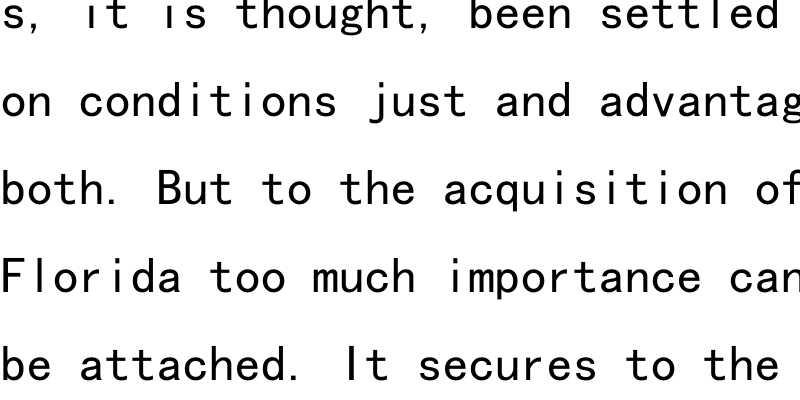 s, it is thought, been settled
on conditions just and advantag
both. But to the acquisition of
Florida too much importance can
be attached. It secures to the